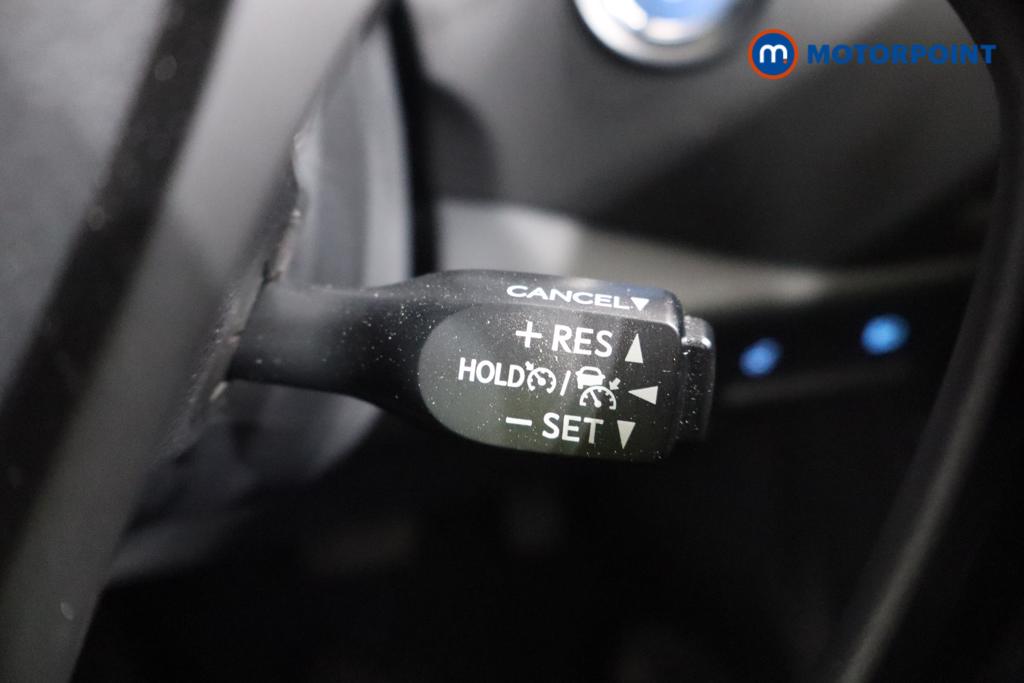 m MOTORPOINT
CANCEL
+ RES
HOLD /
− SET